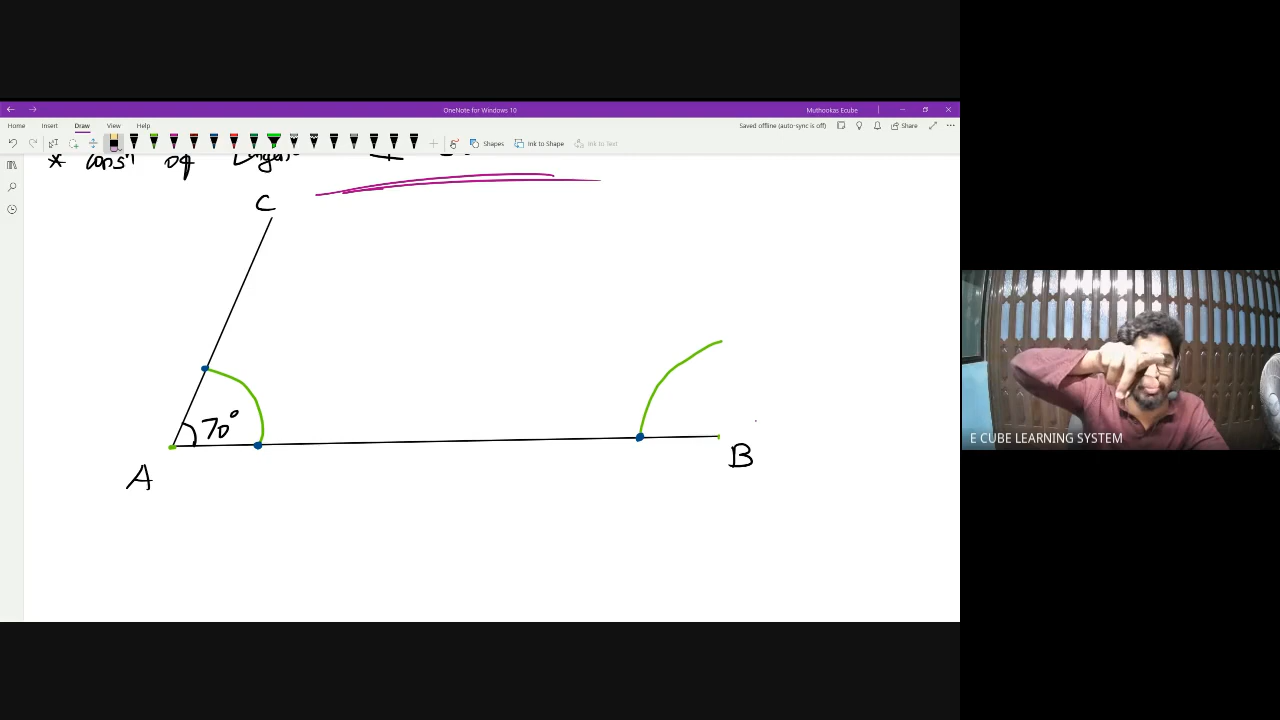 OneNote for Windows 10
Muthookas Ecube
Home Insert Draw View Help
Saved offline (auto-sync is off)
Share
Shapes
Ink to Shape
Ink to Text
of
C
70°
A
B
E CUBE LEARNING SYSTEM